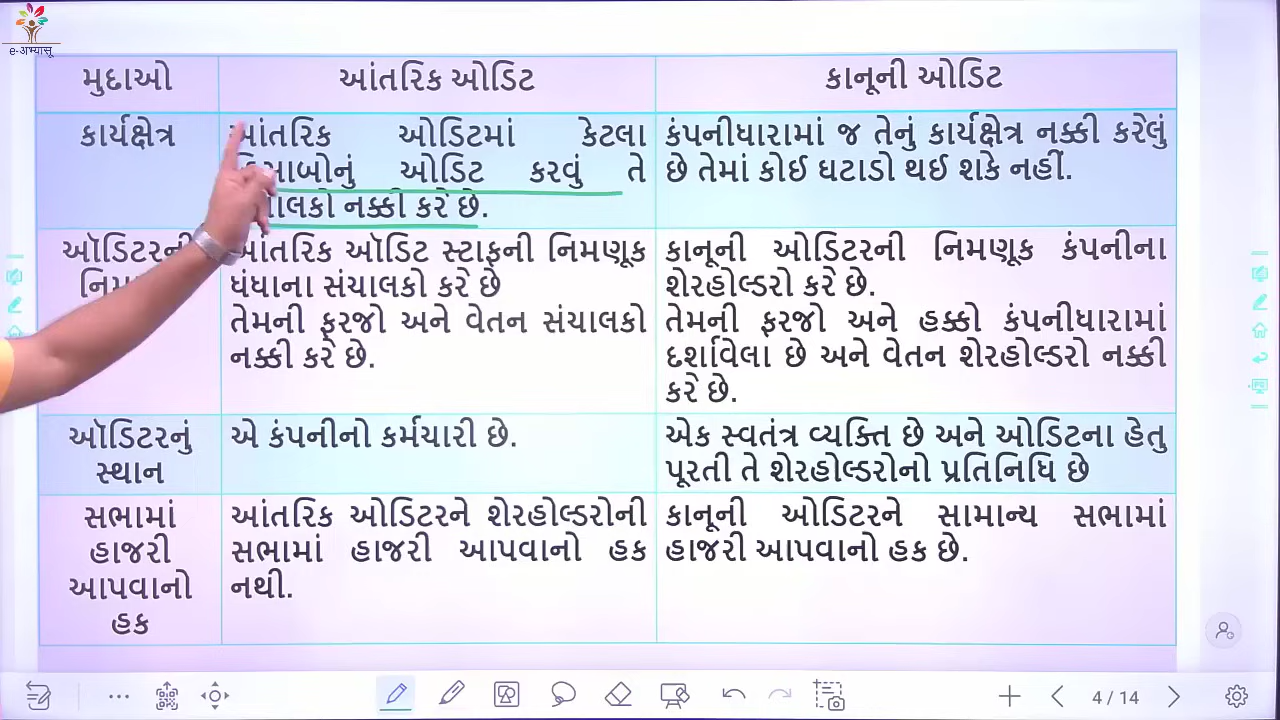 e-अभ्यासू
મુદાઓ
આંતરિક ઓડિટ
કાનૂની ઓડિટ
કાર્યક્ષેત્ર
આંતરિક ઓડિટમાં કેટલા
ઓડિટ કરવું તે
નક્કી કરે છે.
કંપનીધારામાં જ તેનું કાર્યક્ષેત્ર નક્કી કરેલું
છે તેમાં કોઈ ઘટાડો થઈ શકે નહીં.
ઑડિટરની
આંતરિક ઑડિટ સ્ટાફની નિમણૂક
ધંધાના સંચાલકો કરે છે
તેમની ફરજો અને વેતન સંચાલકો
નક્કી કરે છે.
કાનૂની ઓડિટરની નિમણૂક કંપનીના
શેરહોલ્ડરો કરે છે.
તેમની ફરજો અને હક્કો કંપનીધારામાં
દર્શાવેલા છે અને વેતન શેરહોલ્ડરો નક્કી
કરે છે.
ઑડિટરનું
સ્થાન
એ કંપનીનો કર્મચારી છે.
એક સ્વતંત્ર વ્યક્તિ છે અને ઓડિટના હેતુ
પૂરતી તે શેરહોલ્ડરોનો પ્રતિનિધિ છે
સભામાં
હાજરી
આપવાનો
હક
આંતરિક ઓડિટરને શેરહોલ્ડરોની
સભામાં હાજરી આપવાનો હક
નથી.
કાનૂની ઓડિટરને સામાન્ય સભામાં
હાજરી આપવાનો હક છે.
4 / 14